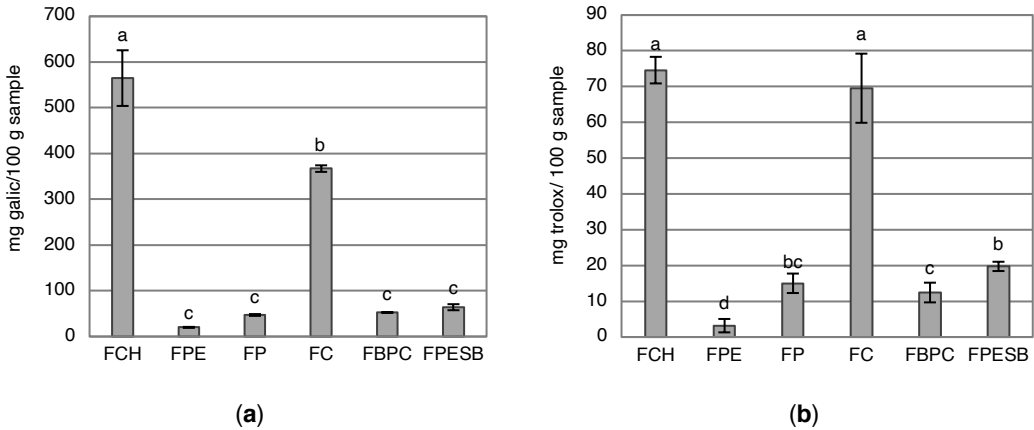 700
600
500
400
300
200
100
0
mg galic/100 g sample
a
c
c
b
c
c
FCH FPE FP FC FBPC FPESB
(a)
90
80
70
60
50
40
30
20
10
0
mg trolox/ 100 g sample
a
d
bc
a
c
b
FCH FPE FP FC FBPC FPESB
(b)